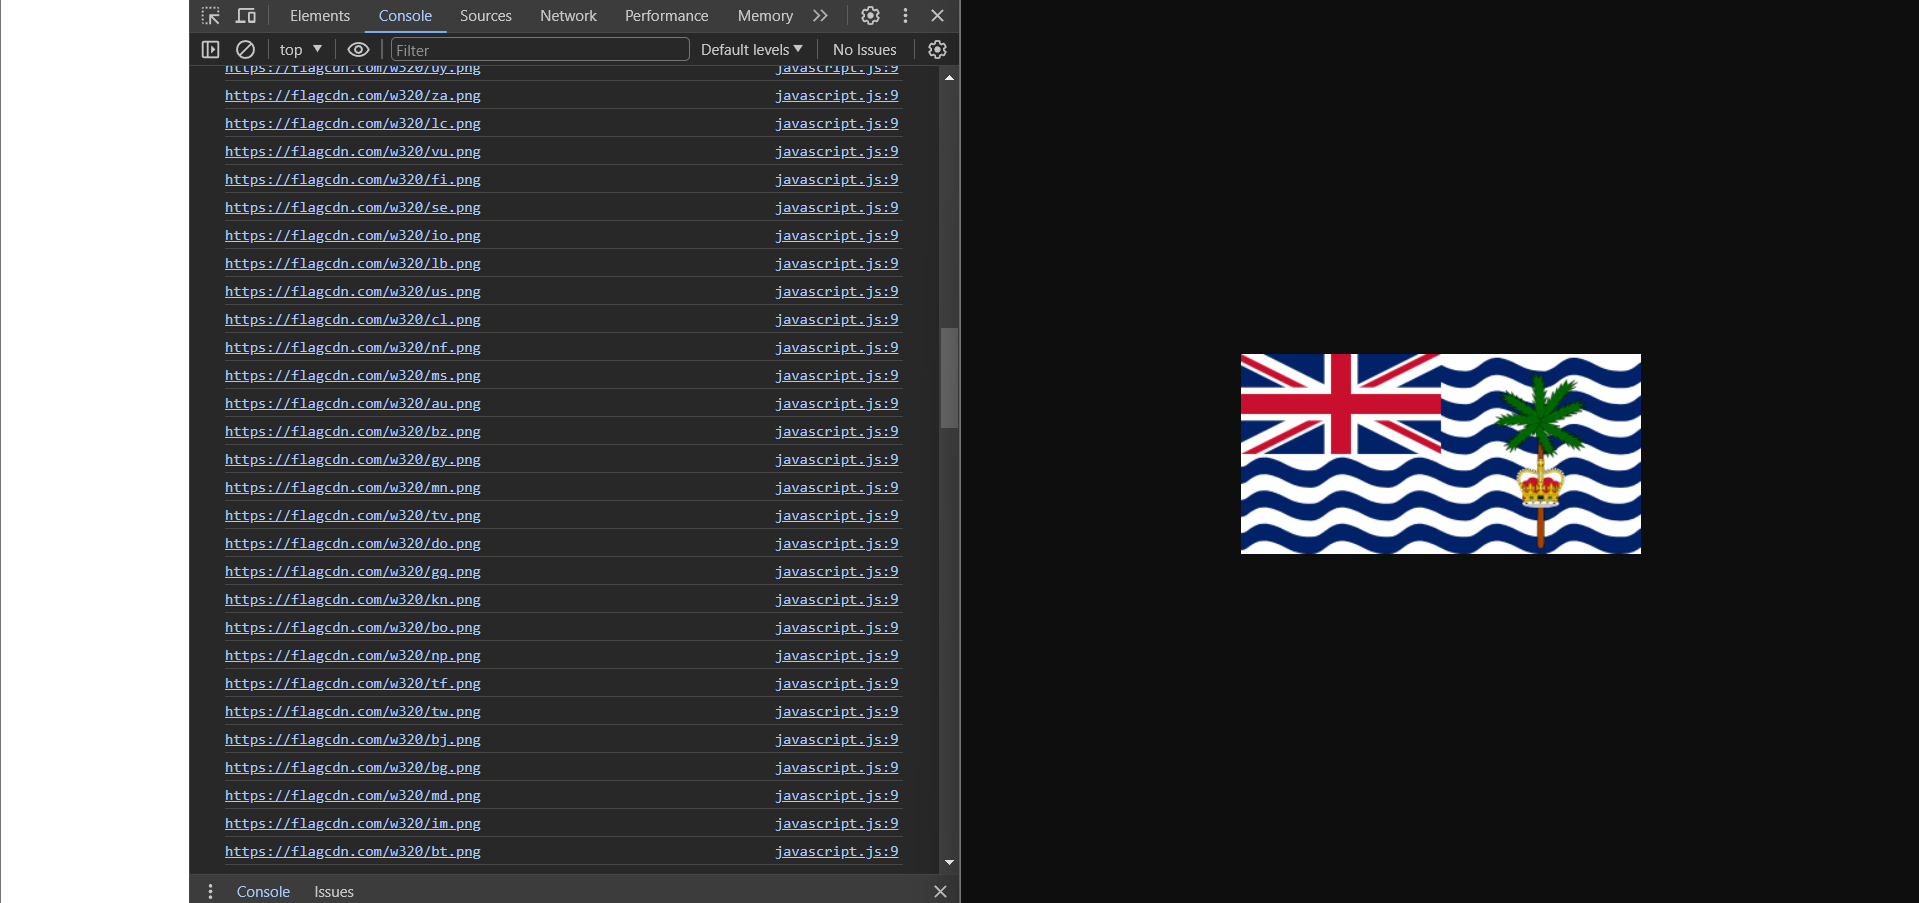 Elements Console Sources Network Performance Memory
top Filter Default levels No Issues
https://flagcdn.com/w320/uy.png javascript.js:9
https://flagcdn.com/w320/za.png javascript.js:9
https://flagcdn.com/w320/lc.png javascript.js:9
https://flagcdn.com/w320/vu.png javascript.js:9
https://flagcdn.com/w320/fi.png javascript.js:9
https://flagcdn.com/w320/se.png javascript.js:9
https://flagcdn.com/w320/io.png javascript.js:9
https://flagcdn.com/w320/lb.png javascript.js:9
https://flagcdn.com/w320/us.png javascript.js:9
https://flagcdn.com/w320/cl.png javascript.js:9
https://flagcdn.com/w320/nf.png javascript.js:9
https://flagcdn.com/w320/ms.png javascript.js:9
https://flagcdn.com/w320/au.png javascript.js:9
https://flagcdn.com/w320/bz.png javascript.js:9
https://flagcdn.com/w320/gy.png javascript.js:9
https://flagcdn.com/w320/mn.png javascript.js:9
https://flagcdn.com/w320/tv.png javascript.js:9
https://flagcdn.com/w320/do.png javascript.js:9
https://flagcdn.com/w320/gq.png javascript.js:9
https://flagcdn.com/w320/kn.png javascript.js:9
https://flagcdn.com/w320/bo.png javascript.js:9
https://flagcdn.com/w320/np.png javascript.js:9
https://flagcdn.com/w320/tf.png javascript.js:9
https://flagcdn.com/w320/tw.png javascript.js:9
https://flagcdn.com/w320/bj.png javascript.js:9
https://flagcdn.com/w320/bg.png javascript.js:9
https://flagcdn.com/w320/md.png javascript.js:9
https://flagcdn.com/w320/im.png javascript.js:9
https://flagcdn.com/w320/bt.png javascript.js:9
Console Issues